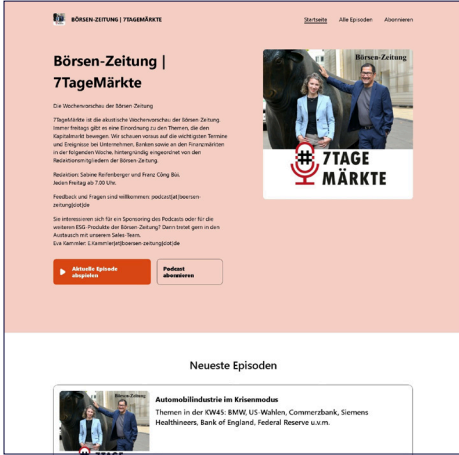 BÖRSEN-ZEITUNG | 7TAGEMÄRKTE
Startseite Alle Episoden Abonnieren
Börsen-Zeitung |
7TageMärkte
Die Wochenvorschau der Börsen-Zeitung
7TageMärkte ist die akustische Wochenvorschau der Börsen-Zeitung.
Immer freitags gibt es eine Einordnung zu den Themen, die den
Kapitalmarkt bewegen. Wir schauen voraus auf die wichtigsten Termine
und Ereignisse bei Unternehmen, Banken sowie an den Finanzmärkten
in der folgenden Woche, hintergründig eingeordnet von den
Redaktionsmitgliedern der Börsen-Zeitung.
Redaktion: Sabine Reifenberger und Franz Công Bùi.
Jeden Freitag ab 7.00 Uhr.
Feedback und Fragen sind willkommen: podcast[at]boersen-
zeitung[dot]de
Sie interessieren sich für ein Sponsoring des Podcasts oder für die
weiteren ESG-Produkte der Börsen-Zeitung? Dann tretet gern in den
Austausch mit unserem Sales-Team.
Eva Kammler: E.Kammler[at]boersen-zeitung[dot]de
Aktuelle Episode
abspielen
Podcast
abonnieren
Börsen-Zeitung
# 7TAGE
MÄRKTE
Neueste Episoden
Börsen-Zeitung
7TAGE
Automobilindustrie im Krisenmodus
Themen in der KW45: BMW, US-Wahlen, Commerzbank, Siemens
Healthineers, Bank of England, Federal Reserve u.v.m.